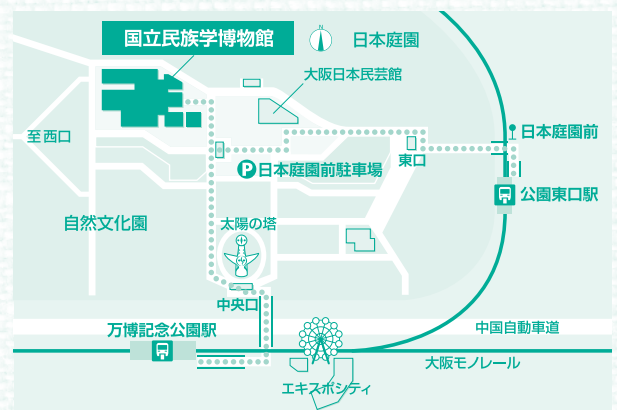 国立民族学博物館
N
日本庭園
大阪日本民芸館
至西口
日本庭園前
東口
P日本庭園前駐車場
公園東口駅
自然文化園
太陽の塔
中央口
万博記念公園駅
中国自動車道
大阪モノレール
エキスポシティ